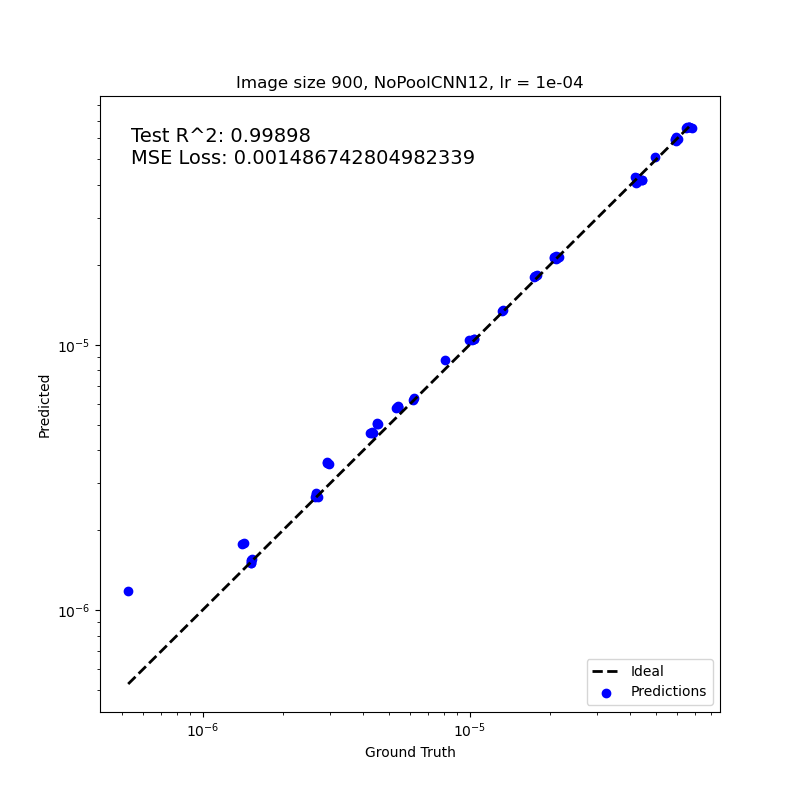 Image size 900, NoPoolCNN12, lr = 1e-04
Test R^2: 0.99898
MSE Loss: 0.001486742804982339
10⁻⁵
Predicted
10⁻⁶
Ideal
Predictions
10⁻⁶ 10⁻⁵
Ground Truth